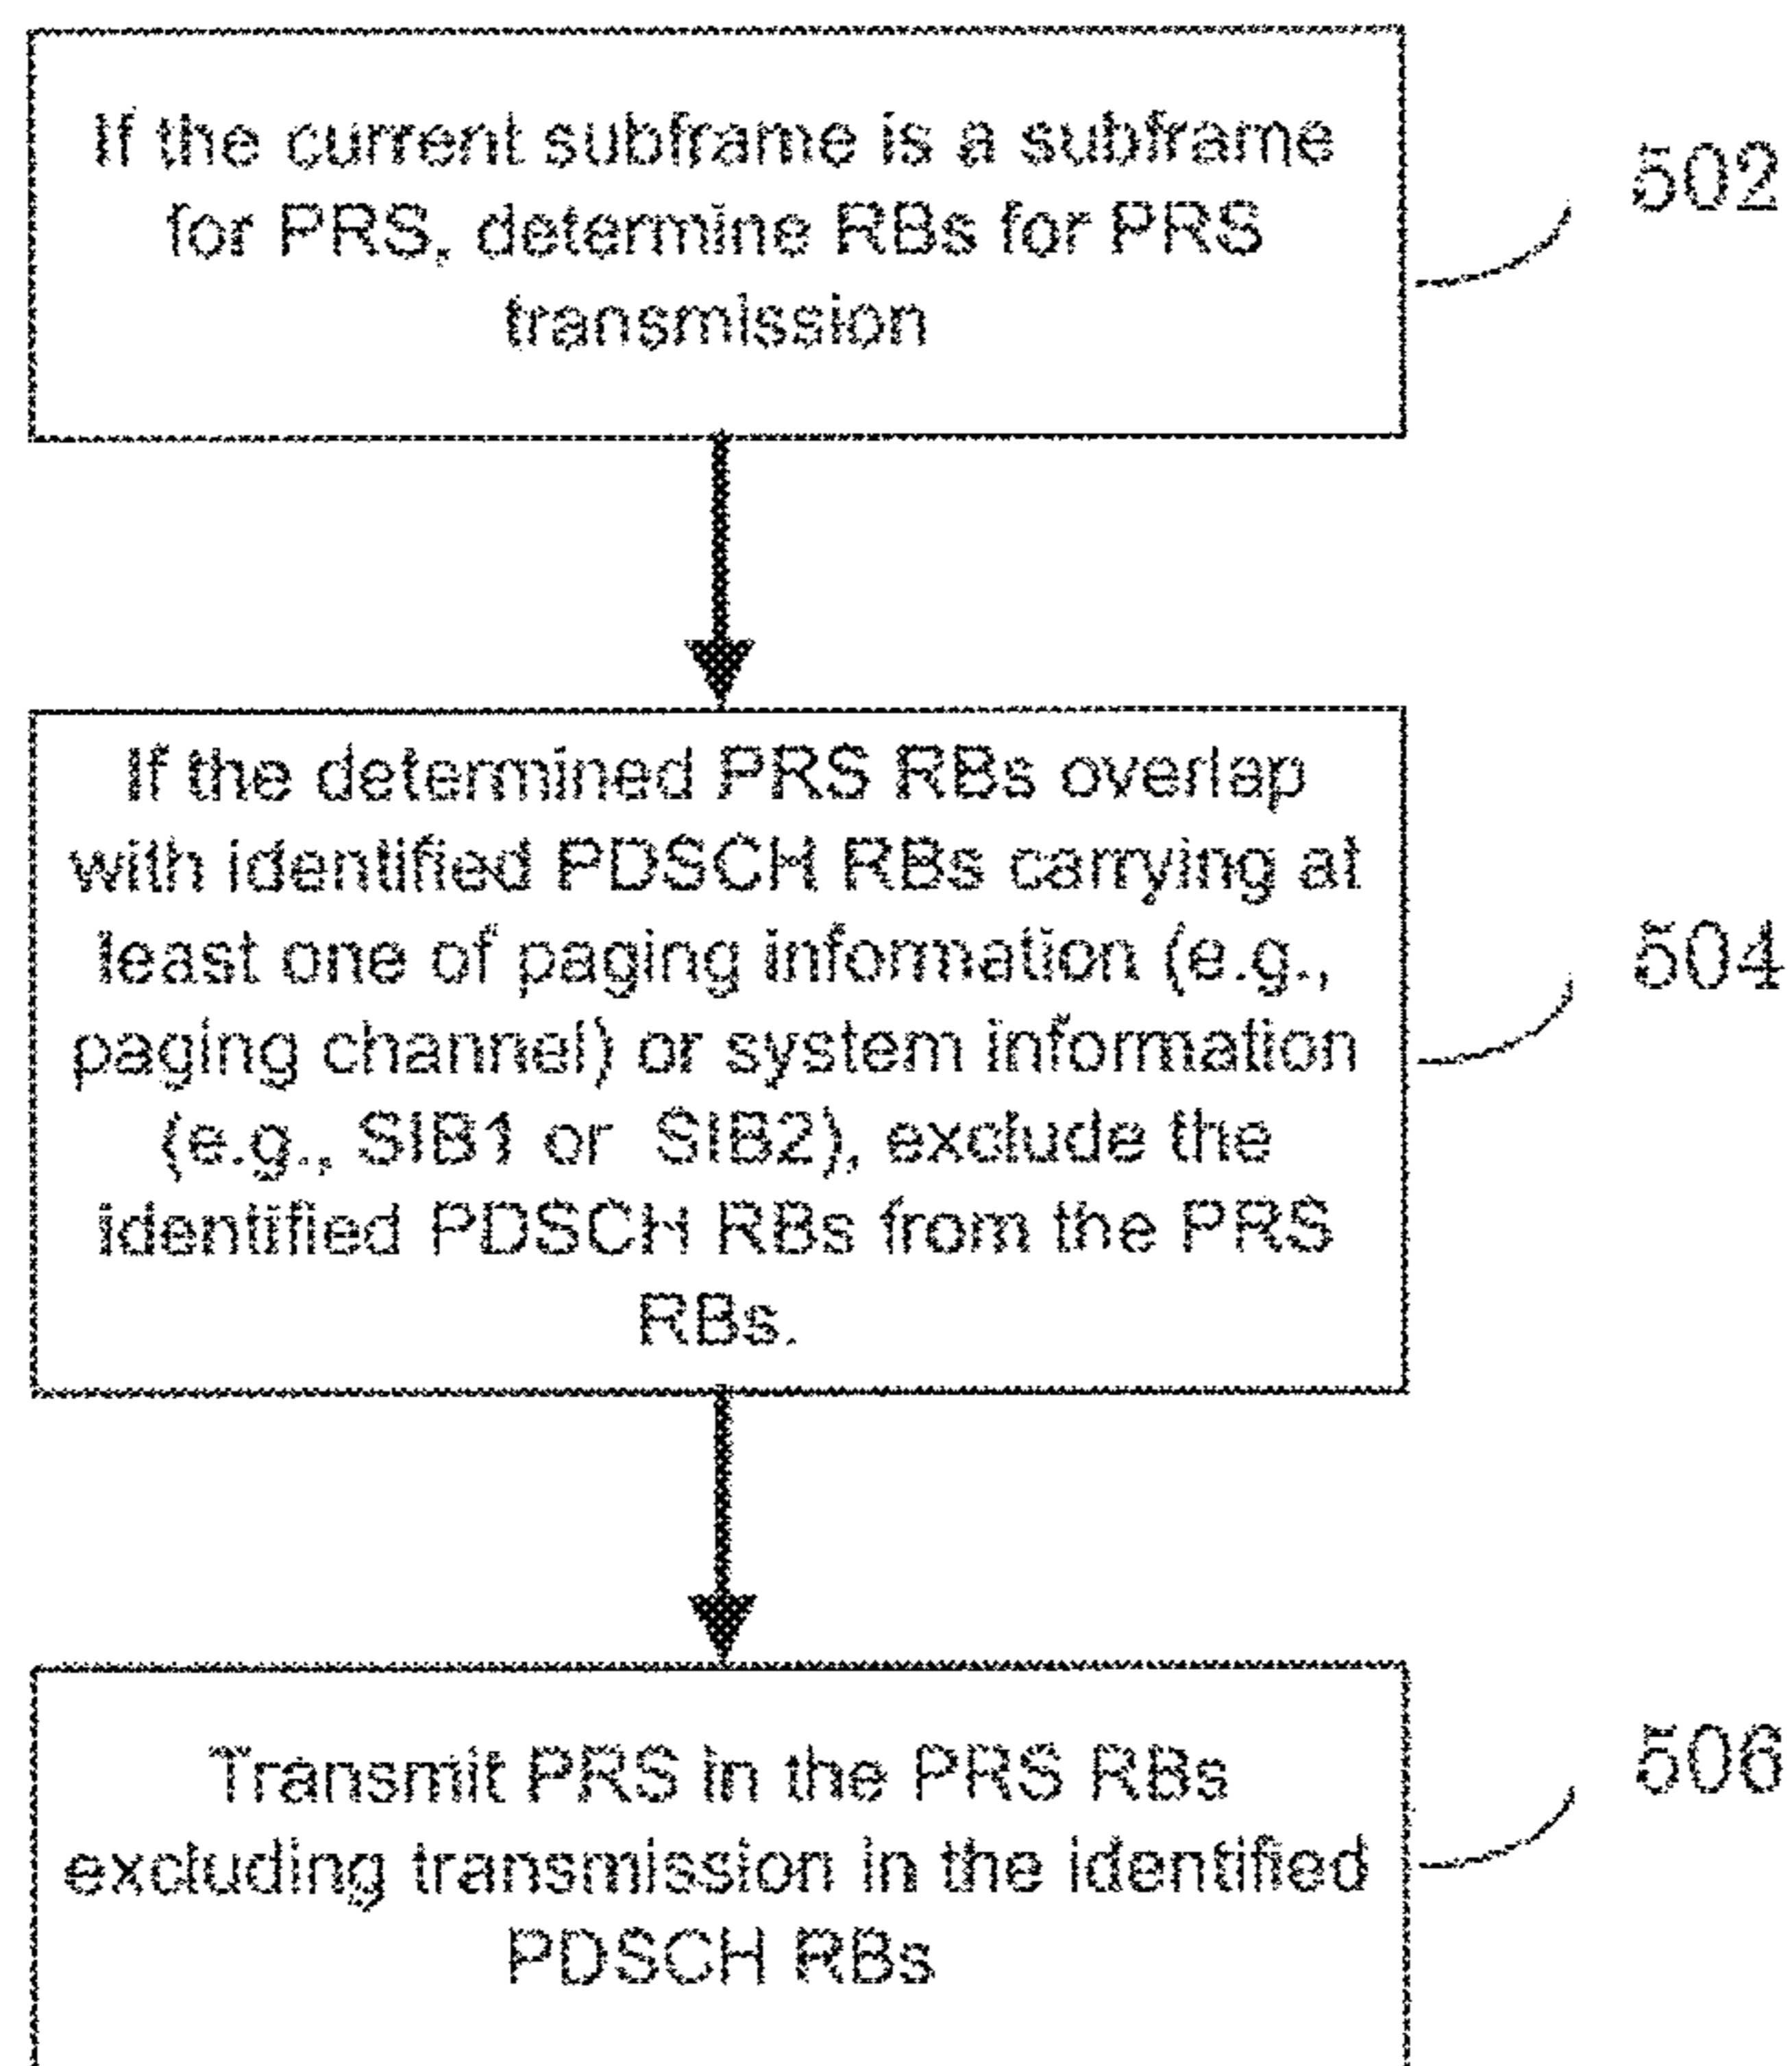 If the current subframe is a subframe
for PRS, determine RBs for PRS
transmission
502
If the determined PRS RBs overlap
with identified PDSCH RBs carrying at
least one of paging information (e.g.,
paging channel) or system information
(e.g., SIB1 or SIB2), exclude the
identified PDSCH RBs from the PRS
RBs.
504
Transmit PRS in the PRS RBs
excluding transmission in the identified
PDSCH RBs
506